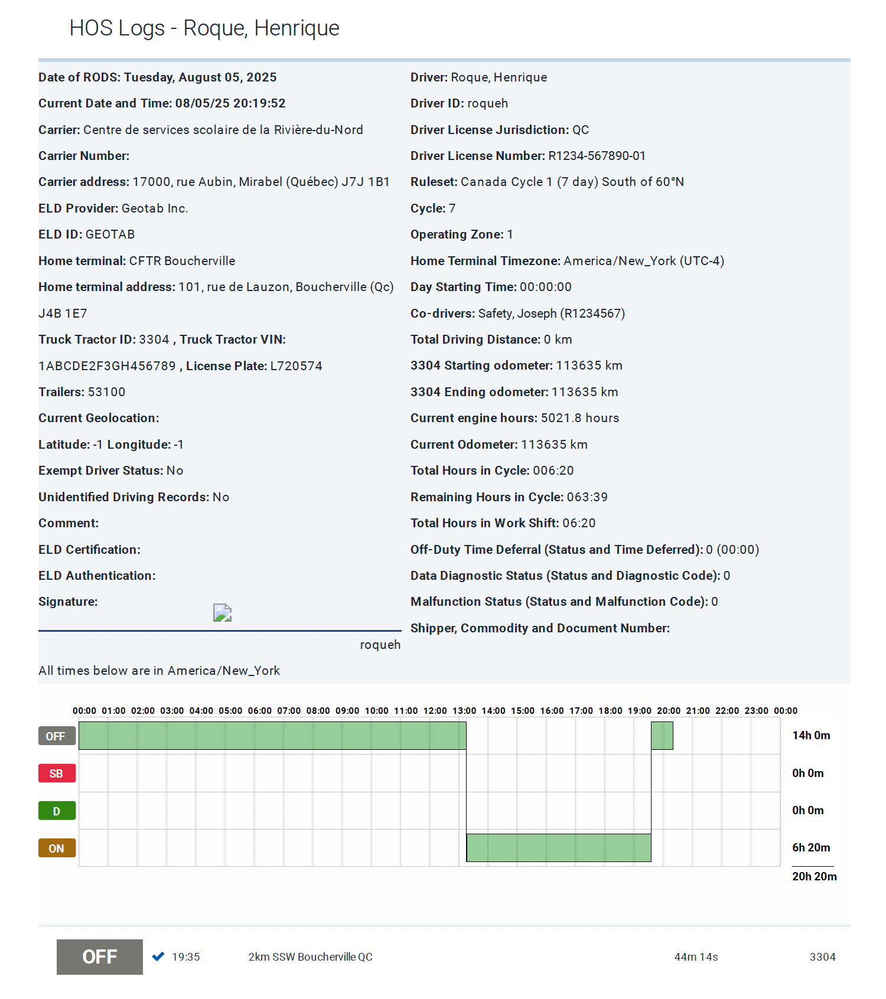 HOS Logs - Roque, Henrique
Date of RODS: Tuesday, August 05, 2025
Current Date and Time: 08/05/25 20:19:52
Carrier: Centre de services scolaire de la Rivière-du-Nord
Carrier Number:
Carrier address: 17000, rue Aubin, Mirabel (Québec) J7J 1B1
ELD Provider: Geotab Inc.
ELD ID: GEOTAB
Home terminal: CFTR Boucherville
Home terminal address: 101, rue de Lauzon, Boucherville (Qc)
J4B 1E7
Truck Tractor ID: 3304 , Truck Tractor VIN:
1ABCDE2F3GH456789 , License Plate: L720574
Trailers: 53100
Current Geolocation:
Latitude: -1 Longitude: -1
Exempt Driver Status: No
Unidentified Driving Records: No
Comment:
ELD Certification:
ELD Authentication:
Signature:
roqueh
All times below are in America/New_York
Driver: Roque, Henrique
Driver ID: roqueh
Driver License Jurisdiction: QC
Driver License Number: R1234-567890-01
Ruleset: Canada Cycle 1 (7 day) South of 60°N
Cycle: 7
Operating Zone: 1
Home Terminal Timezone: America/New_York (UTC-4)
Day Starting Time: 00:00:00
Co-drivers: Safety, Joseph (R1234567)
Total Driving Distance: 0 km
3304 Starting odometer: 113635 km
3304 Ending odometer: 113635 km
Current engine hours: 5021.8 hours
Current Odometer: 113635 km
Total Hours in Cycle: 006:20
Remaining Hours in Cycle: 063:39
Total Hours in Work Shift: 06:20
Off-Duty Time Deferral (Status and Time Deferred): 0 (00:00)
Data Diagnostic Status (Status and Diagnostic Code): 0
Malfunction Status (Status and Malfunction Code): 0
Shipper, Commodity and Document Number:
00:00 01:00 02:00 03:00 04:00 05:00 06:00 07:00 08:00 09:00 10:00 11:00 12:00 13:00 14:00 15:00 16:00 17:00 18:00 19:00 20:00 21:00 22:00 23:00 00:00
OFF 14h 0m
SB 0h 0m
D 0h 0m
ON 6h 20m
20h 20m
OFF 19:35 2km SSW Boucherville QC 44m 14s 3304